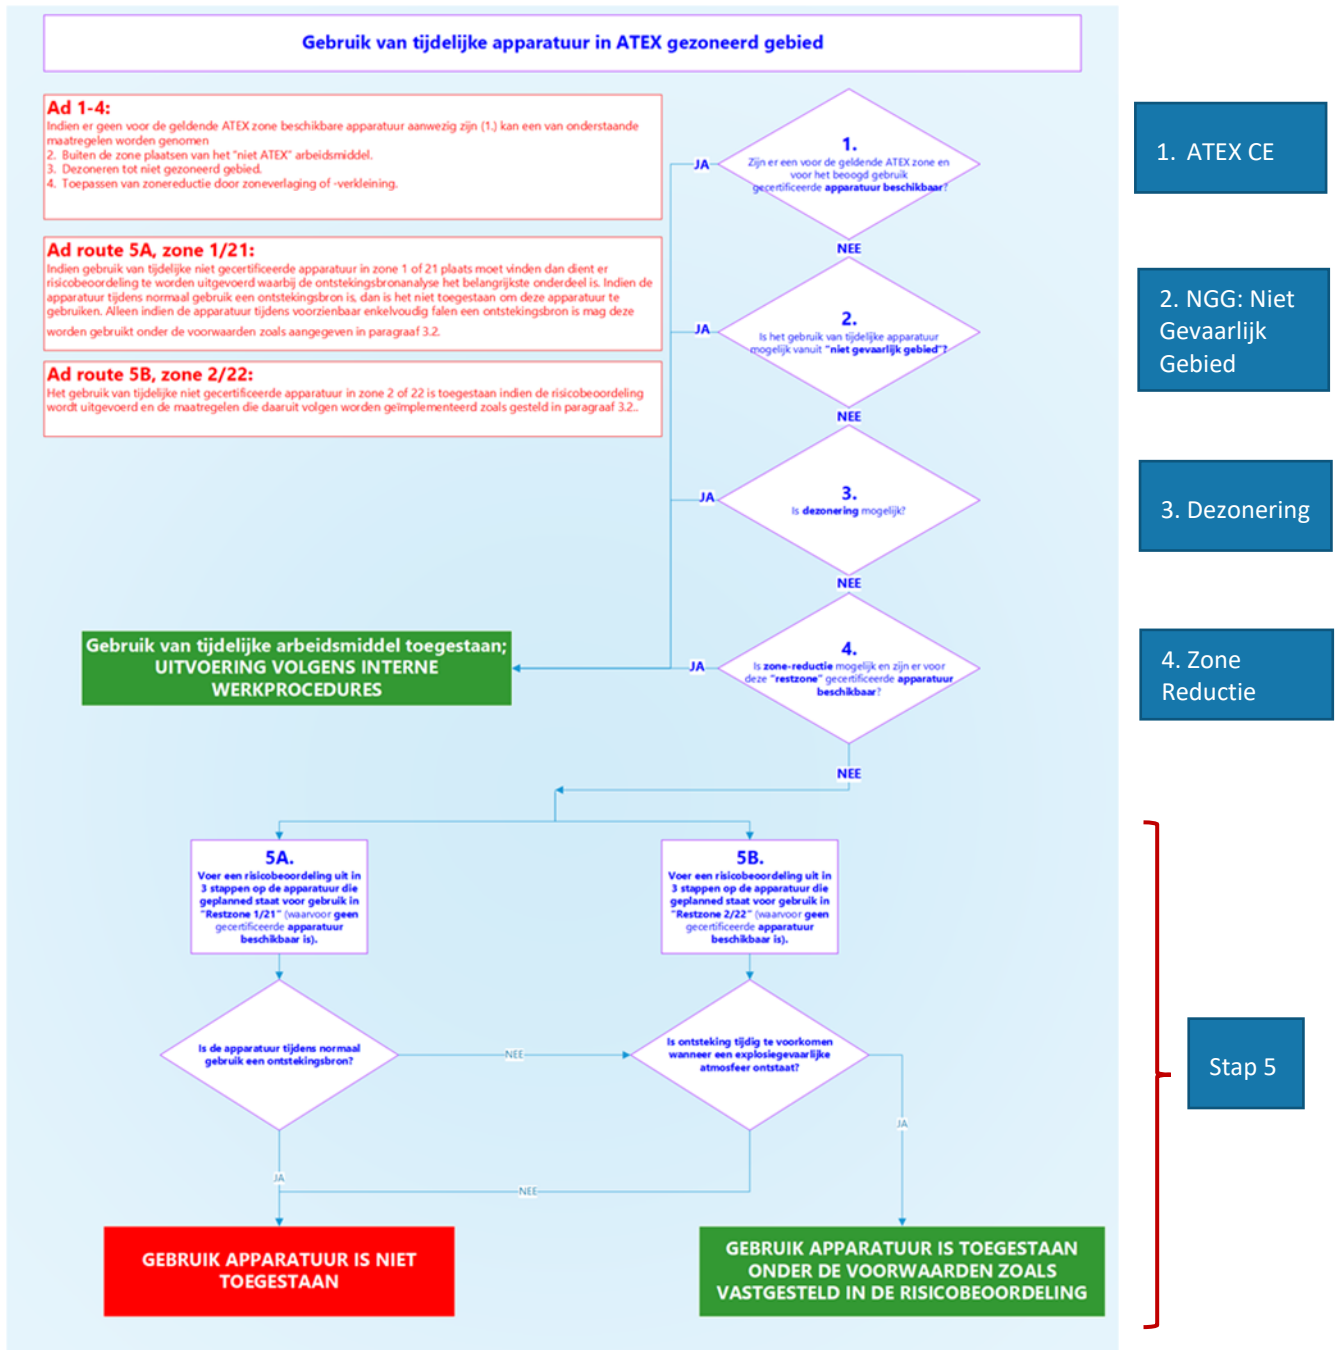 Gebruik van tijdelijke apparatuur in ATEX gezoneerd gebied
Ad 1-4:
Indien er geen voor de geldende ATEX zone beschikbare apparatuur aanwezig zijn (1.) kan een van onderstaande
maatregelen worden genomen
2. Buiten de zone plaatsen van het "niet ATEX" arbeidsmiddel.
3. Dezoneren tot niet gezoneerd gebied.
4. Toepassen van zonereductie door zoneverlaging of -verkleining.
Ad route 5A, zone 1/21:
Indien gebruik van tijdelijke niet gecertificeerde apparatuur in zone 1 of 21 plaats moet vinden dan dient er
risicobeoordeling te worden uitgevoerd waarbij de ontstekingsbronanalyse het belangrijkste onderdeel is. Indien de
apparatuur tijdens normaal gebruik een ontstekingsbron is, dan is het niet toegestaan om deze apparatuur te
gebruiken. Alleen indien de apparatuur tijdens voorzienbaar enkelvoudig falen een ontstekingsbron is mag deze
worden gebruikt onder de voorwaarden zoals aangegeven in paragraaf 3.2.
Ad route 5B, zone 2/22:
Het gebruik van tijdelijke niet gecertificeerde apparatuur in zone 2 of 22 is toegestaan indien de risicobeoordeling
wordt uitgevoerd en de maatregelen die daaruit volgen worden geïmplementeerd zoals gesteld in paragraaf 3.2..
1.
Zijn er een voor de geldende ATEX zone en
voor het beoogd gebruik
gecertificeerde apparatuur beschikbaar?
JA
NEE
1. ATEX CE
2.
Is het gebruik van tijdelijke apparatuur
mogelijk vanuit "niet gevaarlijk gebied"?
JA
NEE
2. NGG: Niet
Gevaarlijk
Gebied
3.
Is dezonering mogelijk?
JA
NEE
3. Dezonering
4.
Is zone-reductie mogelijk en zijn er voor
deze "restzone" gecertificeerde apparatuur
beschikbaar?
JA
NEE
4. Zone
Reductie
Gebruik van tijdelijke arbeidsmiddel toegestaan;
UITVOERING VOLGENS INTERNE
WERKPROCEDURES
5A.
Voer een risicobeoordeling uit in
3 stappen op de apparatuur die
geplanned staat voor gebruik in
"Restzone 1/21" (waarvoor geen
gecertificeerde apparatuur
beschikbaar is).
5B.
Voer een risicobeoordeling uit in
3 stappen op de apparatuur die
geplanned staat voor gebruik in
"Restzone 2/22" (waarvoor geen
gecertificeerde apparatuur
beschikbaar is).
Is de apparatuur tijdens normaal
gebruik een ontstekingsbron?
NEE
Is ontsteking tijdig te voorkomen
wanneer een explosiegevaarlijke
atmosfeer ontstaat?
Stap 5
JA
JA
NEE
GEBRUIK APPARATUUR IS NIET
TOEGESTAAN
GEBRUIK APPARATUUR IS TOEGESTAAN
ONDER DE VOORWAARDEN ZOALS
VASTGESTELD IN DE RISICOBEOORDELING